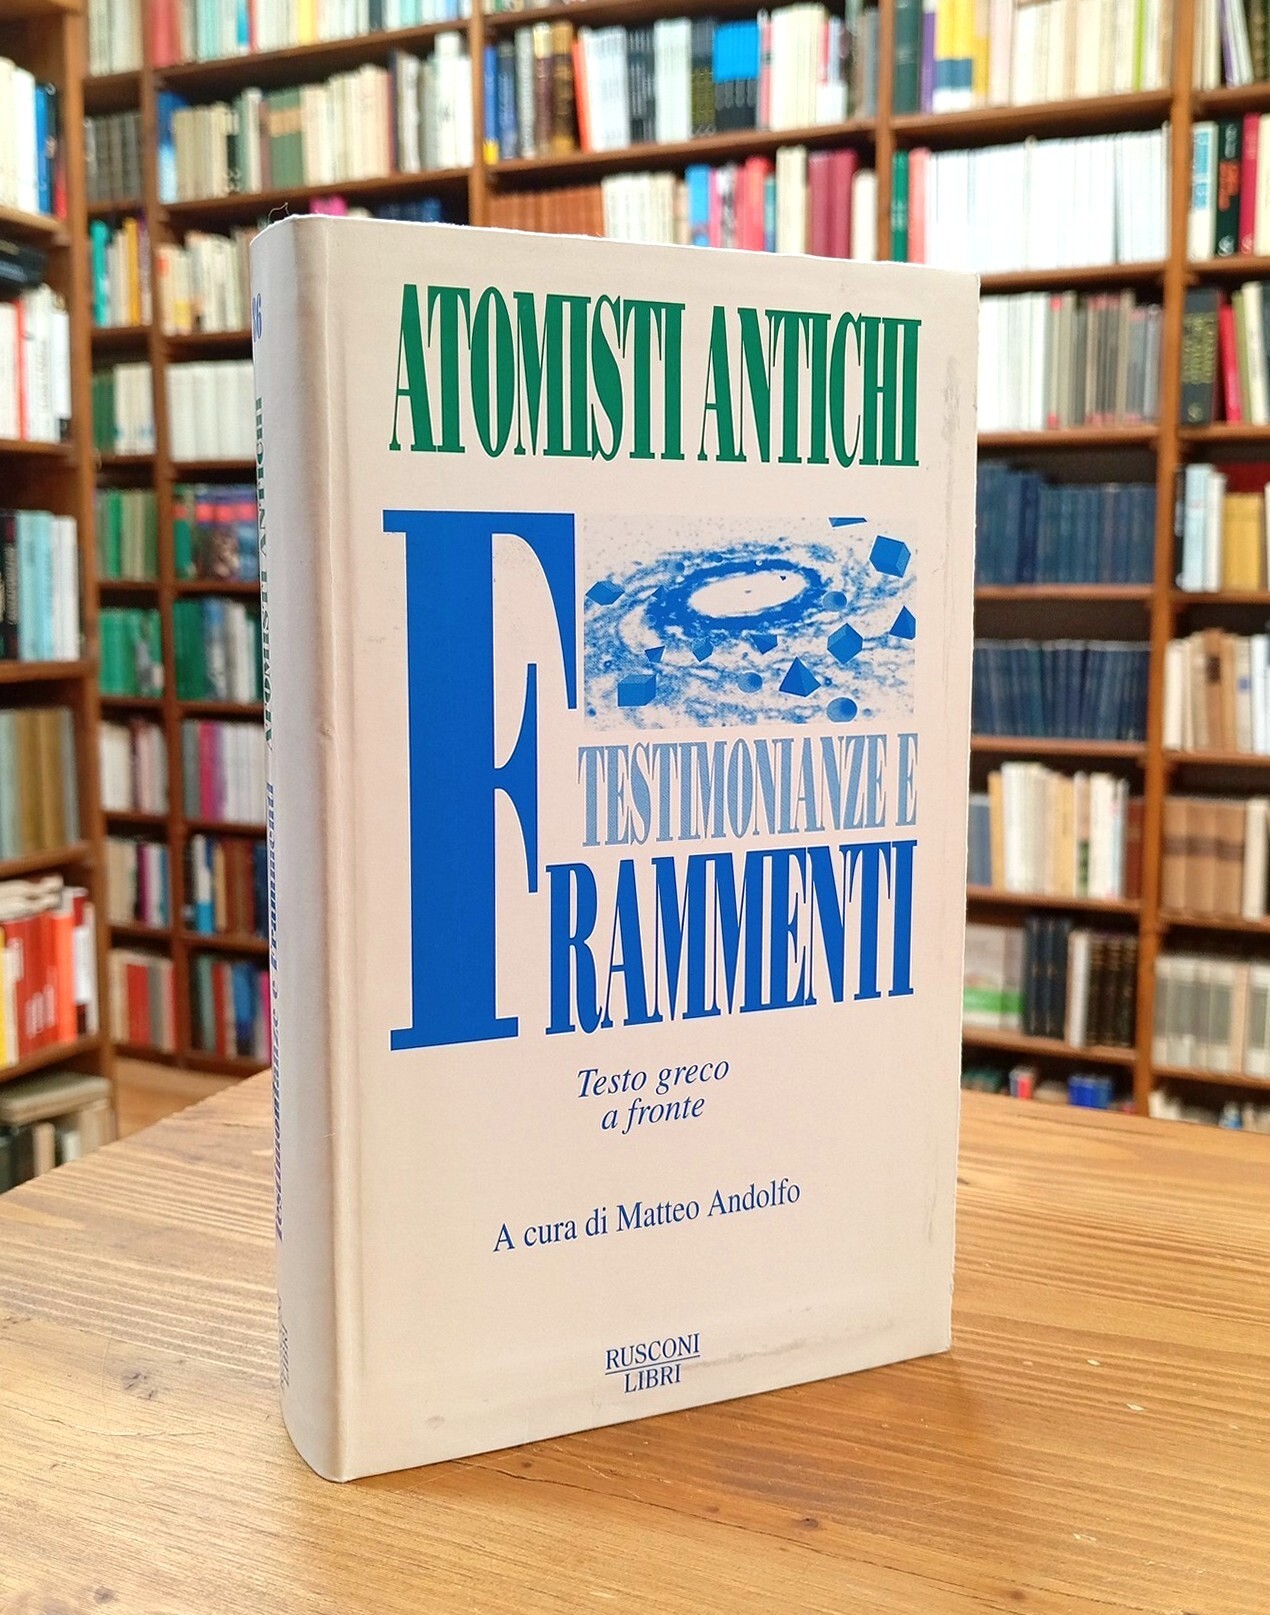 ATOMISTI ANTICHI
TESTIMONIANZE E
FRAMMENTI
Testo greco
a fronte
A cura di Matteo Andolfo
RUSCONI
LIBRI